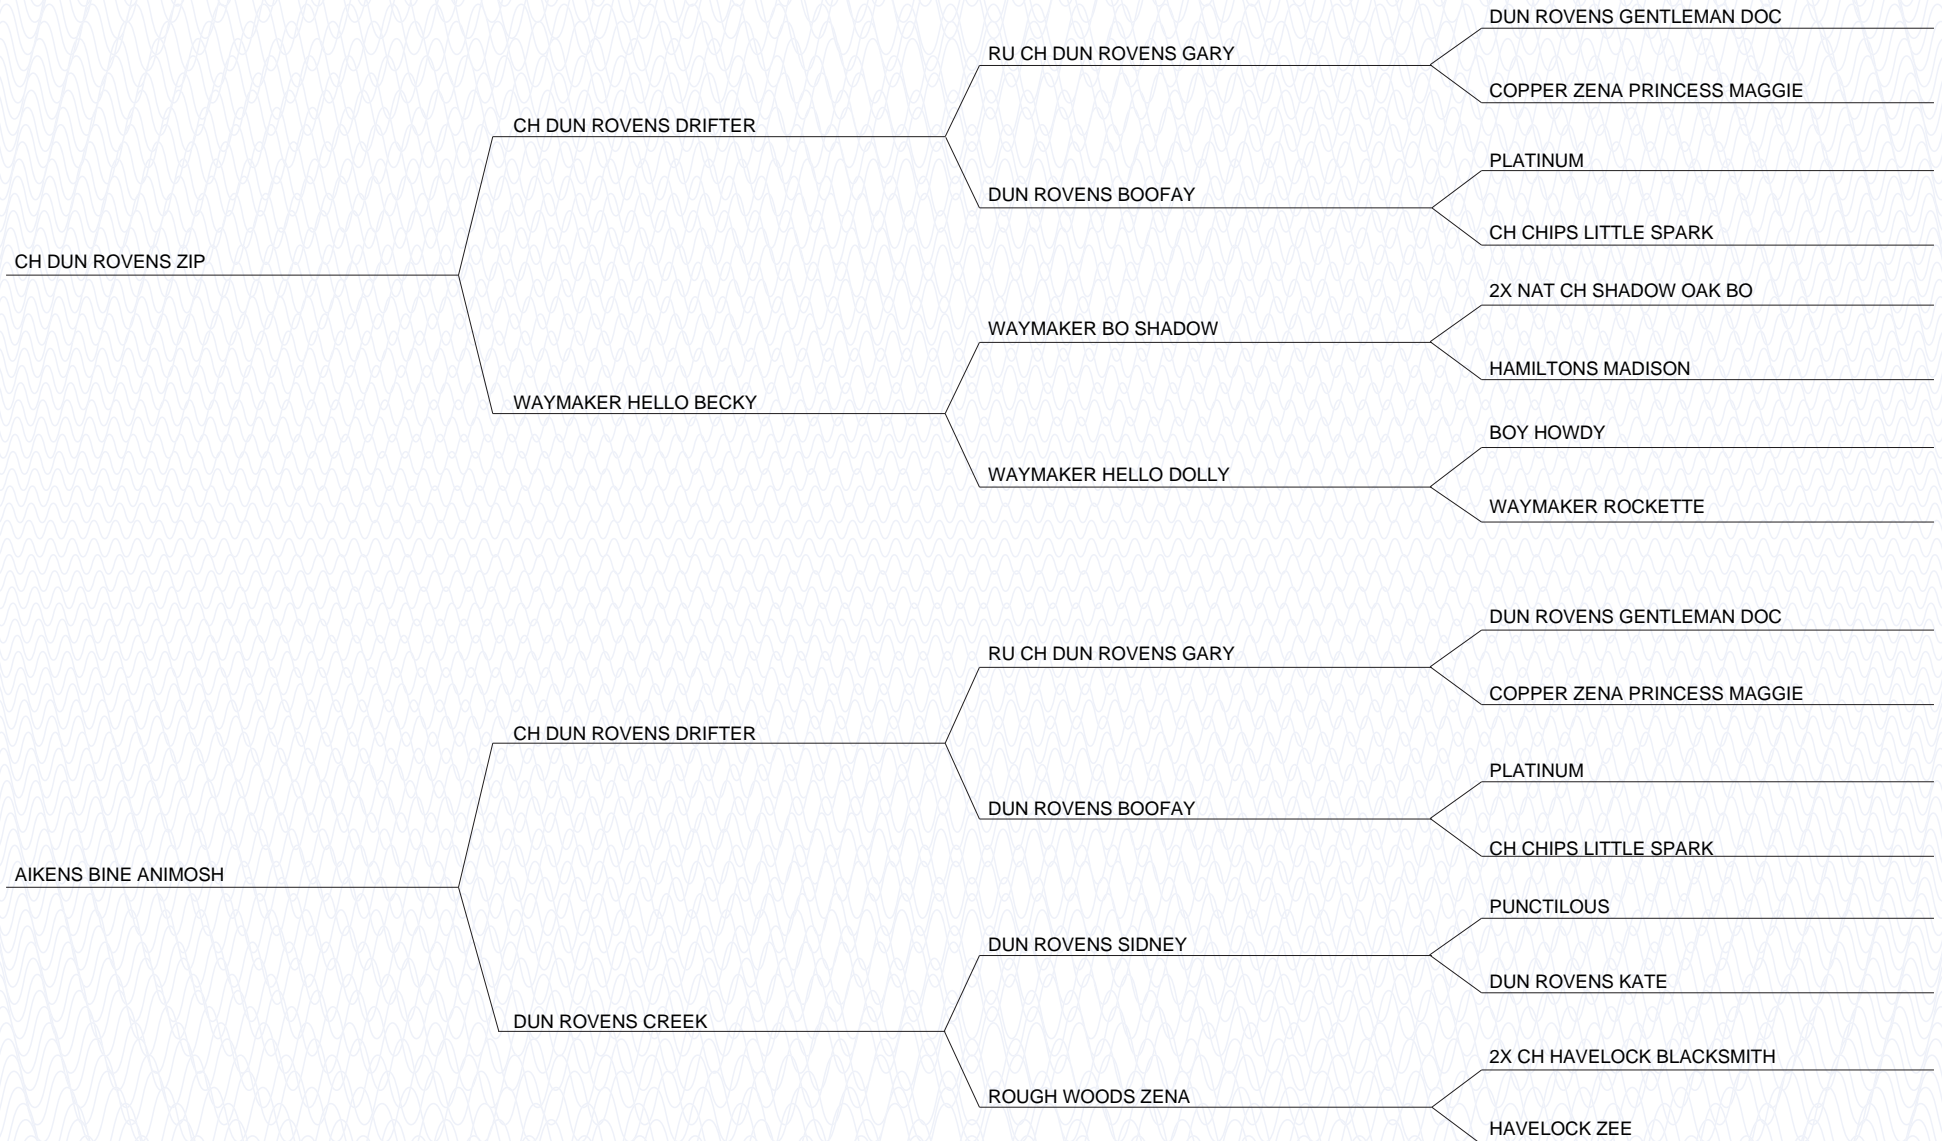 CH DUN ROVENS ZIP
CH DUN ROVENS DRIFTER
RU CH DUN ROVENS GARY
DUN ROVENS GENTLEMAN DOC
COPPER ZENA PRINCESS MAGGIE
DUN ROVENS BOOFAY
PLATINUM
CH CHIPS LITTLE SPARK
WAYMAKER HELLO BECKY
WAYMAKER BO SHADOW
2X NAT CH SHADOW OAK BO
HAMILTONS MADISON
WAYMAKER HELLO DOLLY
BOY HOWDY
WAYMAKER ROCKETTE
AIKENS BINE ANIMOSH
CH DUN ROVENS DRIFTER
RU CH DUN ROVENS GARY
DUN ROVENS GENTLEMAN DOC
COPPER ZENA PRINCESS MAGGIE
DUN ROVENS BOOFAY
PLATINUM
CH CHIPS LITTLE SPARK
DUN ROVENS CREEK
DUN ROVENS SIDNEY
PUNCTILOUS
DUN ROVENS KATE
ROUGH WOODS ZENA
2X CH HAVELOCK BLACKSMITH
HAVELOCK ZEE